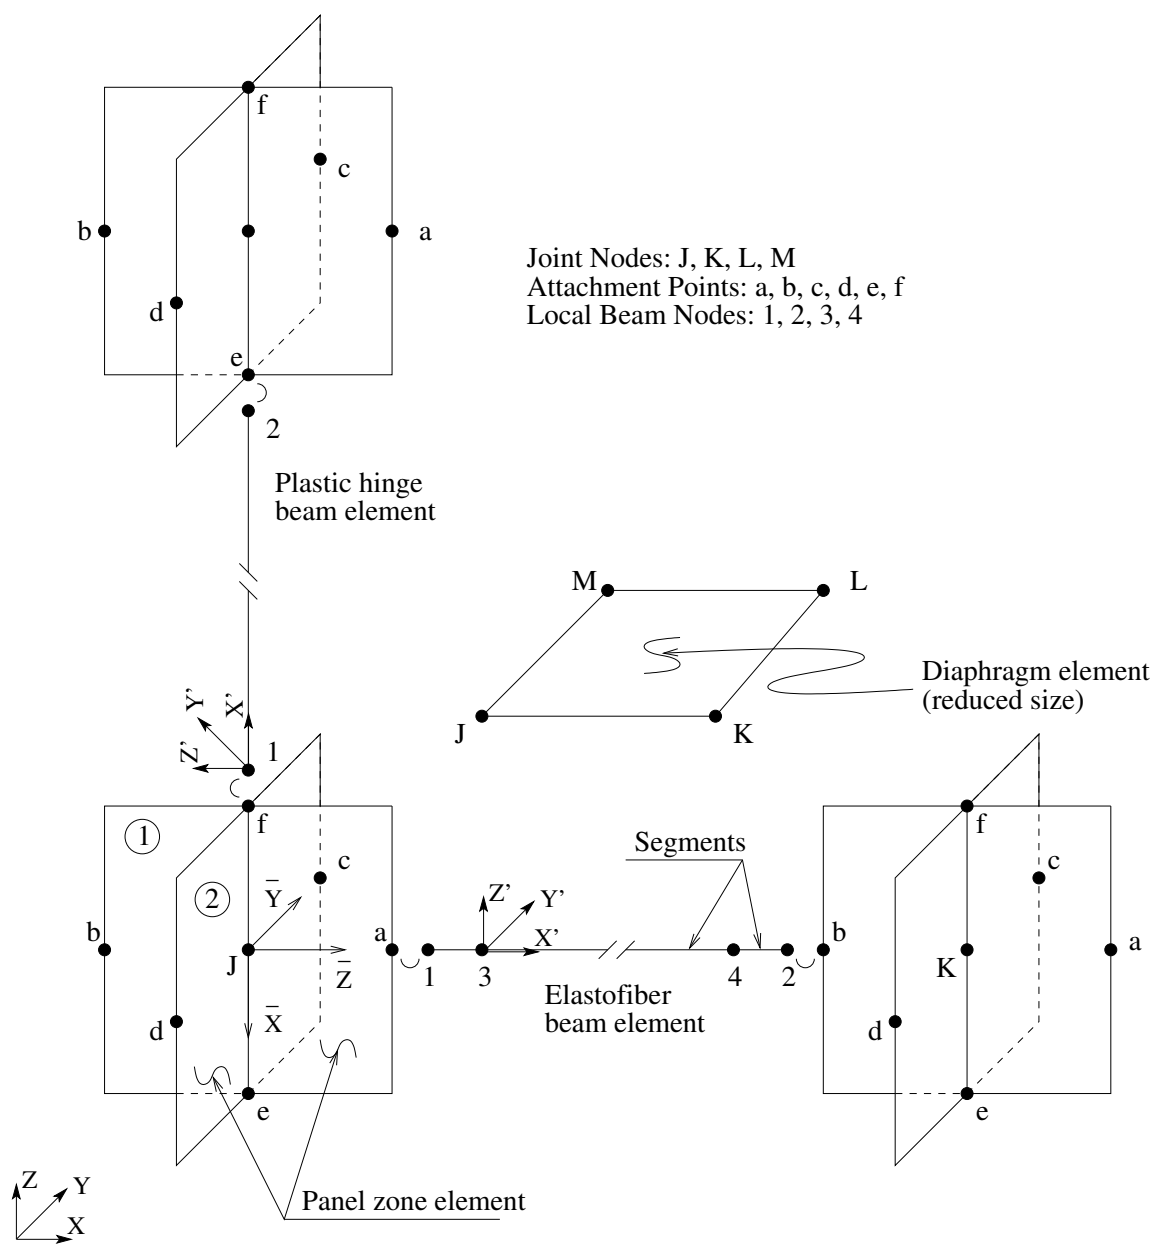 f
c
b
a
d
e
2
Joint Nodes: J, K, L, M
Attachment Points: a, b, c, d, e, f
Local Beam Nodes: 1, 2, 3, 4
Plastic hinge
beam element
M
L
J
K
Diaphragm element
(reduced size)
Y'
X'
Z'
1
f
1
2
c
b
a
J
Y̅
Z̅
X̅
d
e
Z'
Y'
X'
1
3
4
2
Segments
Elastofiber
beam element
f
c
b
a
K
d
e
Panel zone element
Z
Y
X